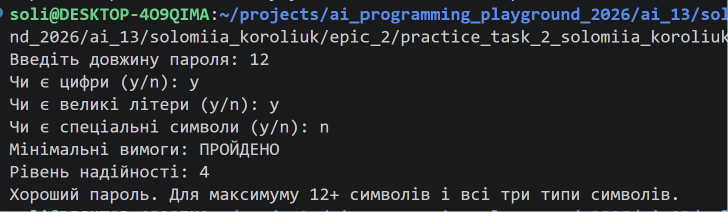 soli@DESKTOP-4O9QIMA:~/projects/ai_programming_playground_2026/ai_13/sol
nd_2026/ai_13/solomiia_koroliuk/epic_2/practice_task_2_solomiia_koroliuk
Введіть довжину пароля: 12
Чи є цифри (y/n): y
Чи є великі літери (y/n): y
Чи є спеціальні символи (y/n): n
Мінімальні вимоги: ПРОЙДЕНО
Рівень надійності: 4
Хороший пароль. Для максимуму 12+ символів і всі три типи символів.